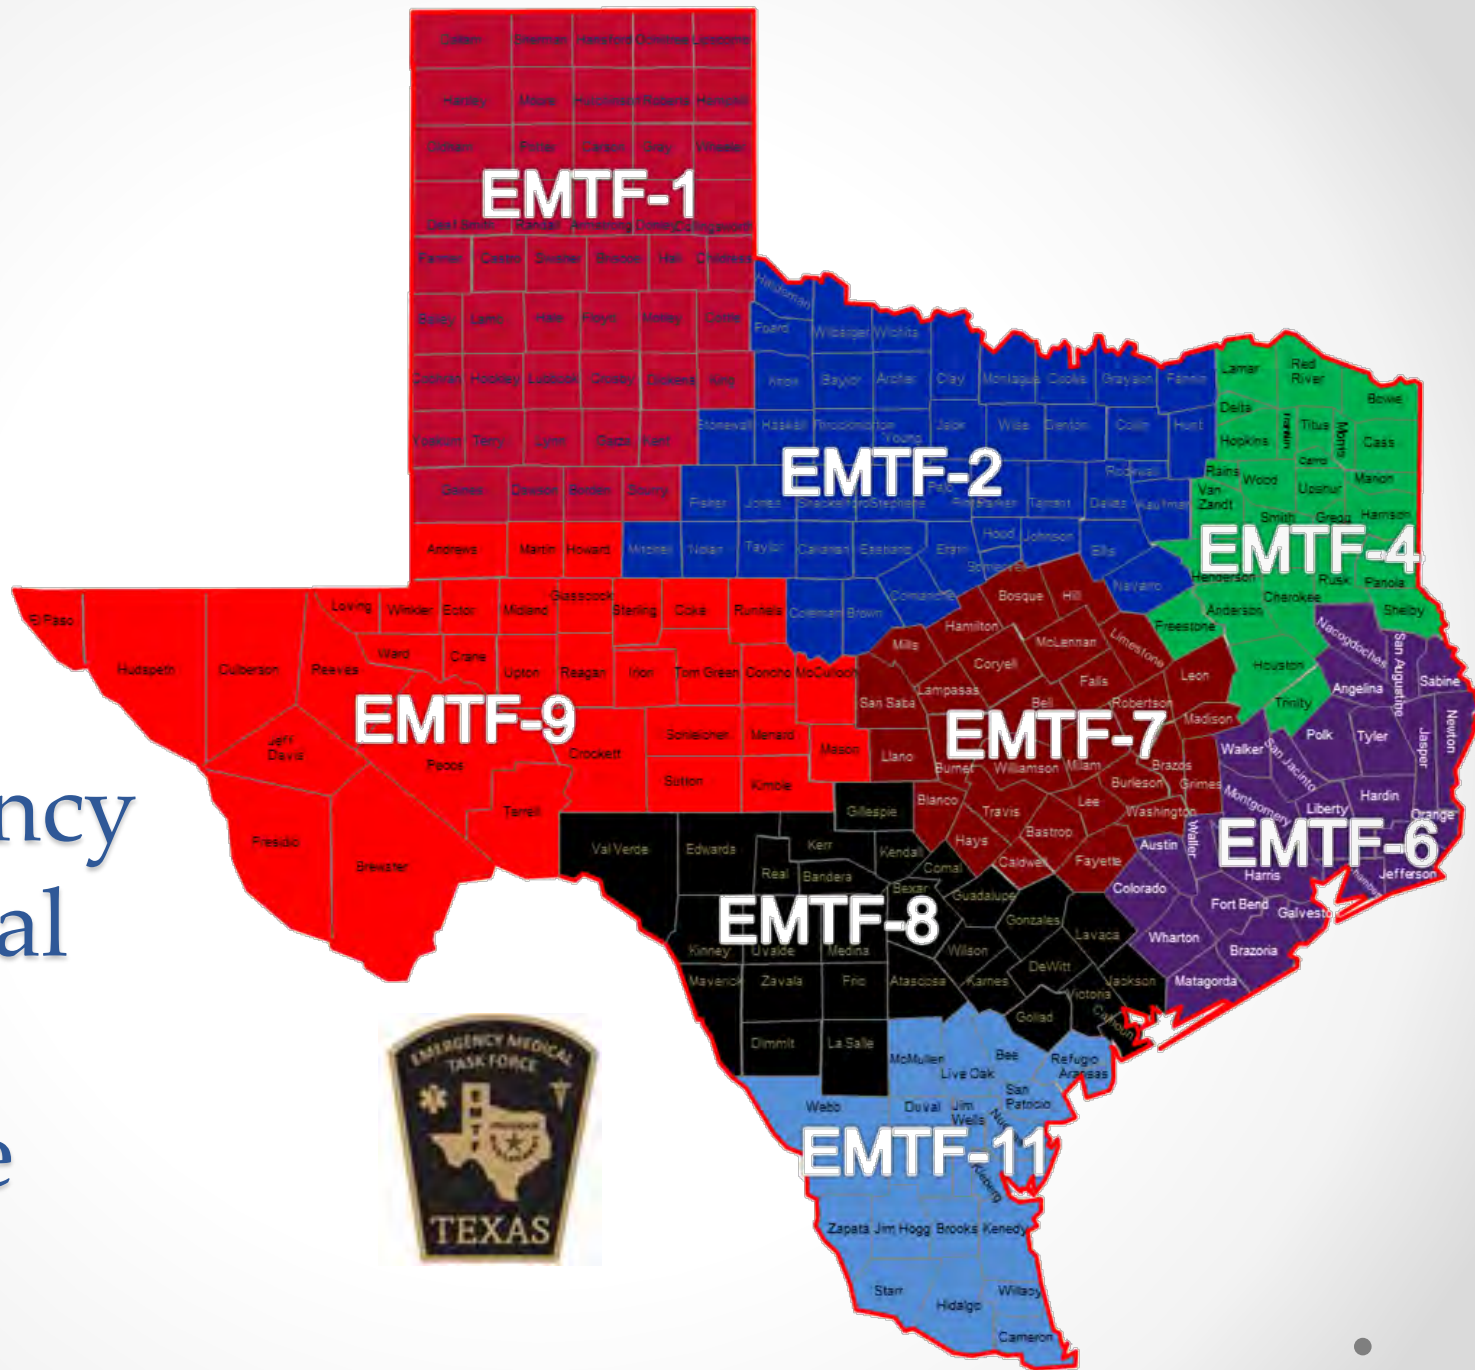 Dallam Sherman Hansford Ochiltree Lipscomb
Hartley Moore Hutchinson Roberts Hemphill
Oldham Potter Carson Gray Wheeler
EMTF-1
Deaf Smith Randall Armstrong Donley Collingsworth
Parmer Castro Swisher Briscoe Hall Childress
Hardeman
Bailey Lamb Hale Floyd Motley Cottle
Foard Wilbarger Wichita
Cochran Hockley Lubbock Crosby Dickens King
Knox Baylor Archer Clay Montague Cooke Grayson Fannin
Lamar Red River Bowie
Yoakum Terry Lynn Garza Kent
Stonewall Haskell Throckmorton Young Jack Wise Denton Collin Hunt
Delta Hopkins Franklin Titus Morris Cass
EMTF-2
Gaines Dawson Borden Scurry
Fisher Jones Shackelford Stephens Palo Pinto Parker Tarrant Dallas Rockwall Kaufman
Rains Wood Camp Upshur Marion
Van Zandt Smith Gregg Harrison
EMTF-4
Andrews Martin Howard Mitchell Nolan Taylor Callahan Eastland Erath Hood Johnson Ellis
Somervell Navarro
Henderson Rusk Panola
Cherokee Anderson Shelby
Freestone Houston Trinity
El Paso Hudspeth Culberson Reeves
Loving Winkler Ector Midland Glasscock Sterling Coke Runnels Coleman Brown Comanche
Ward Crane Upton Reagan Irion Tom Green Concho McCulloch
EMTF-9
Jeff Davis Pecos Crockett Schleicher Menard Mason
Sutton Kimble
Terrell Presidio Brewster
Bosque Hill
Hamilton McLennan Limestone
Mills Coryell Falls Leon
San Saba Lampasas Bell Robertson Madison
EMTF-7
Llano Burnet Williamson Milam Brazos
Burleson Grimes
Blanco Travis Lee Washington
Hays Bastrop
Caldwell Fayette
Nacogdoches San Augustine Sabine
Angelina Newton
Polk Tyler Jasper
Walker San Jacinto
Montgomery Liberty Hardin Orange
Waller
Austin
EMTF-6
Harris Chambers Jefferson
Colorado Fort Bend Galveston
Wharton Brazoria
Matagorda
Gillespie
Val Verde Edwards Kerr Kendall Comal
Real Bandera Bexar Guadalupe
EMTF-8
Gonzales Lavaca
Kinney Uvalde Medina Wilson DeWitt
Maverick Zavala Frio Atascosa Karnes Jackson
Victoria
Goliad Calhoun
Dimmit La Salle
McMullen Live Oak Bee Refugio
Aransas
San Patricio
Webb Duval Jim Wells
EMTF-11
Kleberg
Zapata Jim Hogg Brooks Kenedy
Starr Willacy
Hidalgo
Cameron
ncy
al
e
EMERGENCY MEDICAL
TASK FORCE
EMTF
TEXAS